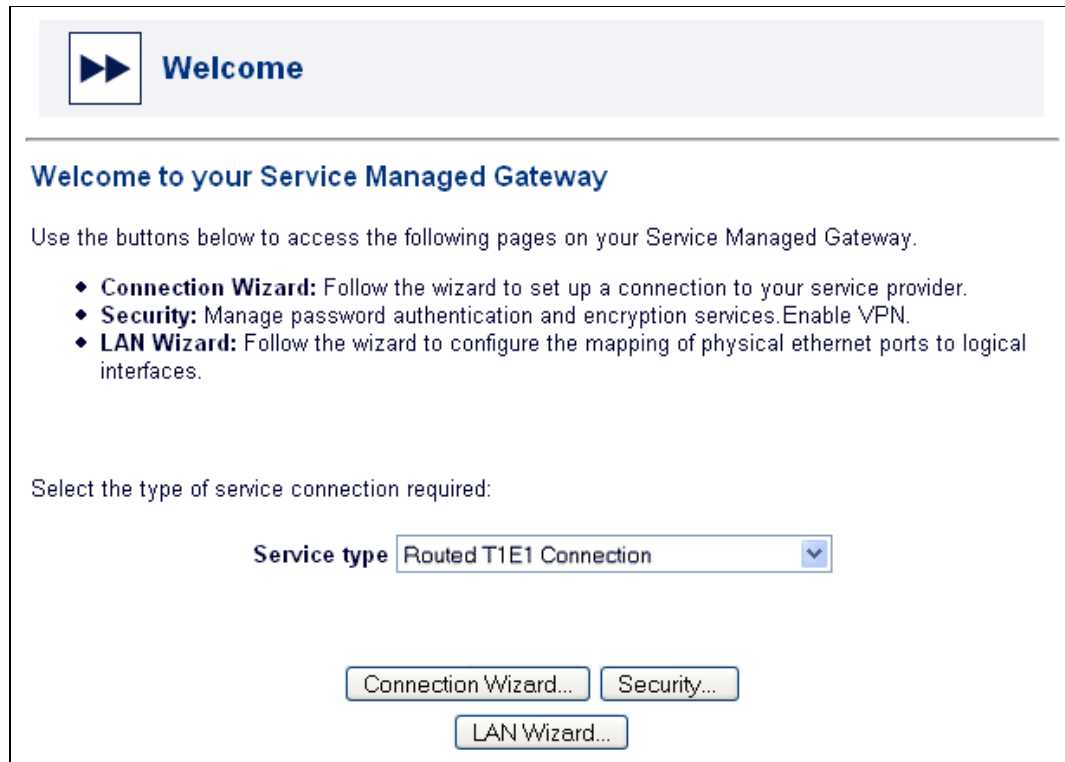 Welcome
Welcome to your Service Managed Gateway
Use the buttons below to access the following pages on your Service Managed Gateway.
• Connection Wizard: Follow the wizard to set up a connection to your service provider.
• Security: Manage password authentication and encryption services.Enable VPN.
• LAN Wizard: Follow the wizard to configure the mapping of physical ethernet ports to logical
interfaces.
Select the type of service connection required:
Service type Routed T1E1 Connection
Connection Wizard... Security...
LAN Wizard...